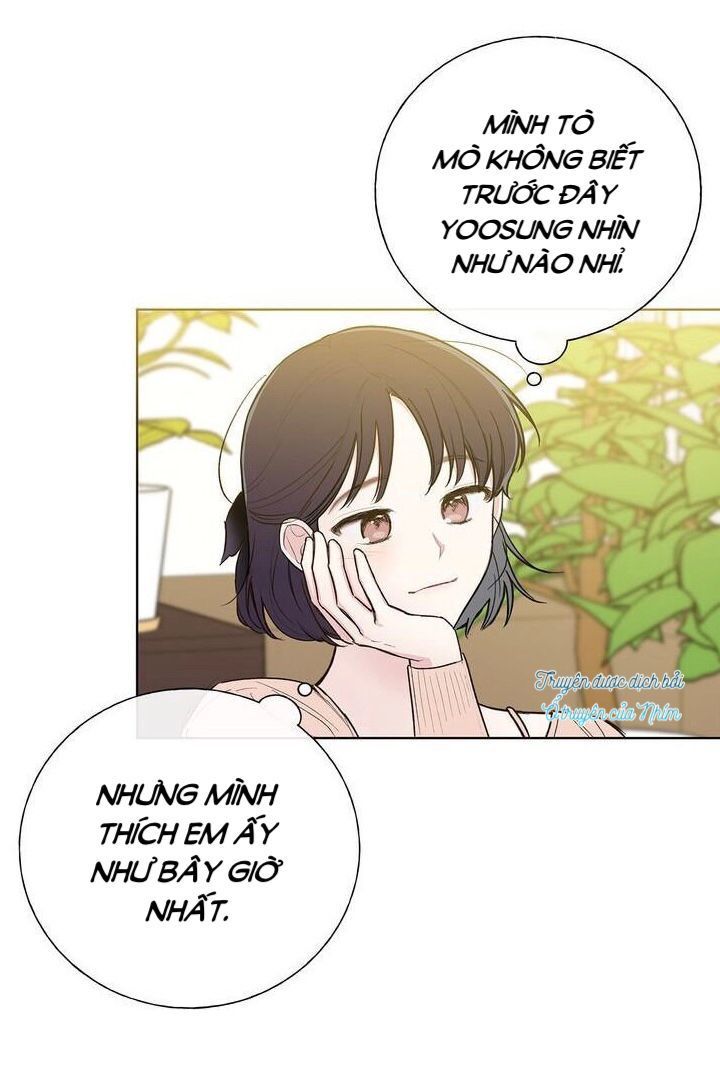 MÌNH TÒ
MÒ KHÔNG BIẾT
TRƯỚC ĐÂY
YOOSUNG NHÌN
NHƯ NÀO NHỈ.
Truyện được dịch bởi
Ổ truyện của Nhím
NHƯNG MÌNH
THÍCH EM ẤY
NHƯ BÂY GIỜ
NHẤT.